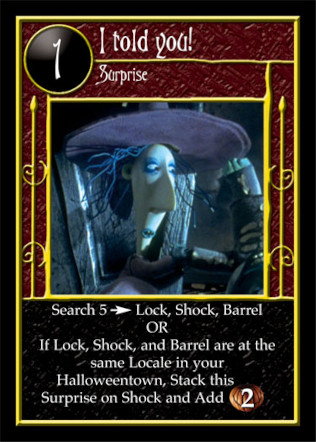 1
I told you!
Surprise
Search 5 ➛ Lock, Shock, Barrel
OR
If Lock, Shock, and Barrel are at the
same Locale in your
Halloweentown, Stack this
Surprise on Shock and Add 2